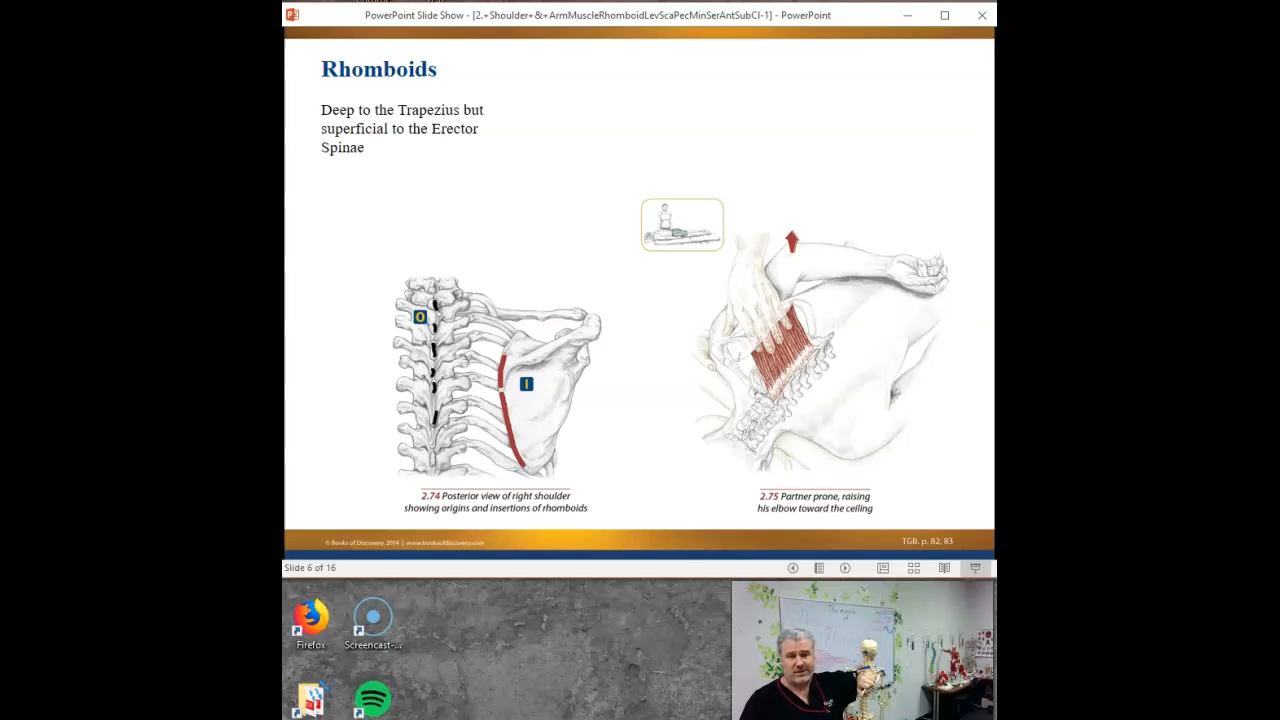 PowerPoint Slide Show - [2.+Shoulder+&+ArmMuscleRhomboidLevScaPecMinSerAntSubCl-1] - PowerPoint
Rhomboids
Deep to the Trapezius but
superficial to the Erector
Spinae
O
I
2.74 Posterior view of right shoulder
showing origins and insertions of rhomboids
2.75 Partner prone, raising
his elbow toward the ceiling
© Books of Discovery, 2014 | www.booksofdiscovery.com
TGB. p. 82, 83
Slide 6 of 16
Firefox
Screencast-...